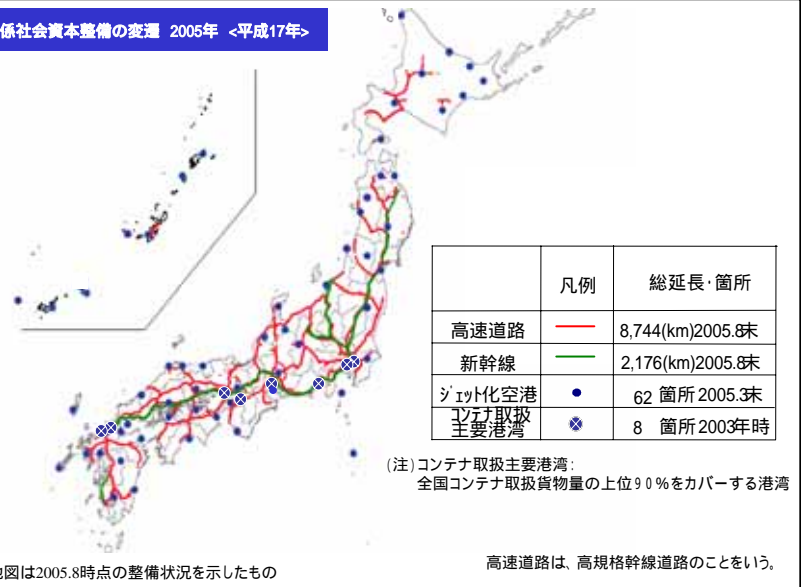 係社会資本整備の変遷 2005年 <平成17年>
凡例 総延長･箇所
高速道路 8,744(km)2005.8末
新幹線 2,176(km)2005.8末
ｼﾞｪｯﾄ化空港 62 箇所2005.3末
コンテナ取扱
主要港湾 8 箇所2003年時
(注)コンテナ取扱主要港湾:
全国コンテナ取扱貨物量の上位90%をカバーする港湾
地図は2005.8時点の整備状況を示したもの
高速道路は、高規格幹線道路のことをいう。